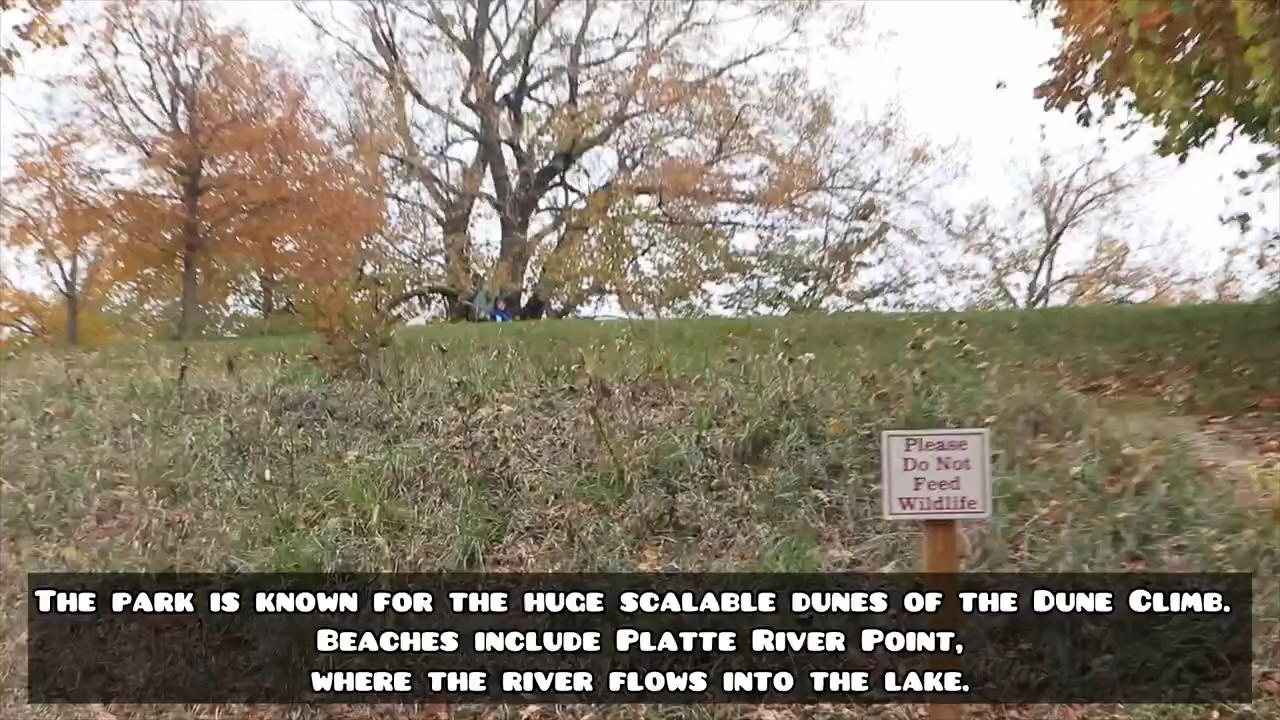 Please
Do Not
Feed
Wildlife
The park is known for the huge scalable dunes of the Dune Climb.
Beaches include Platte River Point,
where the river flows into the lake.